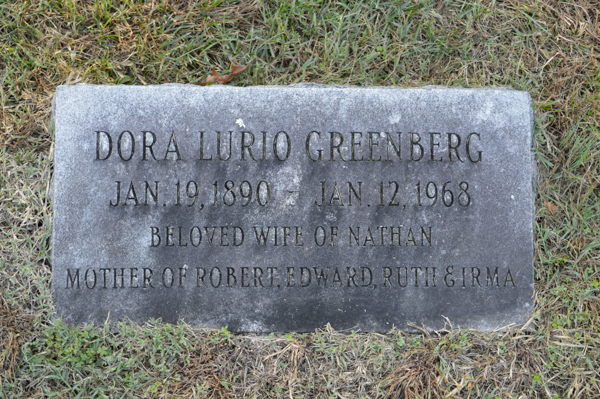 DORA LURIO GREENBERG
JAN. 19, 1890 - JAN. 12, 1968
BELOVED WIFE OF NATHAN
MOTHER OF ROBERT, EDWARD, RUTH & IRMA